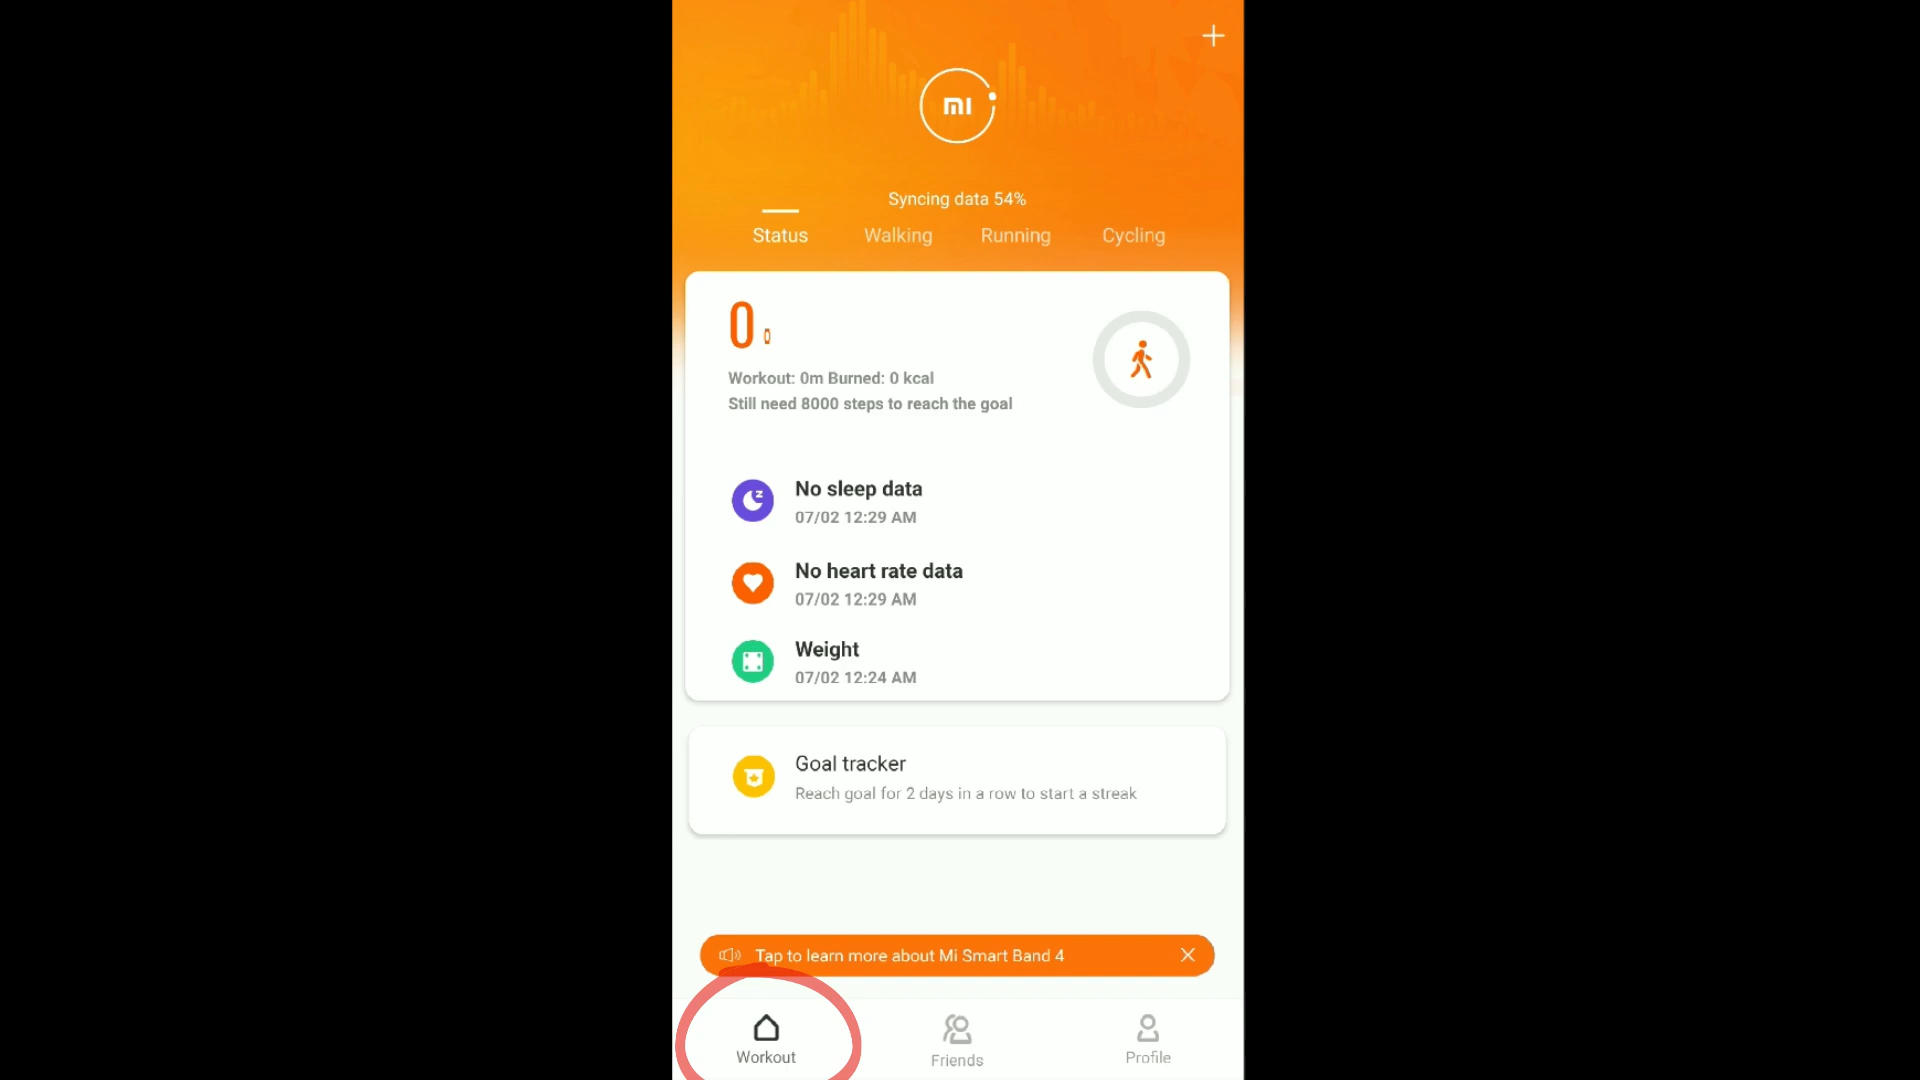 mi
Syncing data 54%
Status Walking Running Cycling
0
Workout: 0m Burned: 0 kcal
Still need 8000 steps to reach the goal
No sleep data
07/02 12:29 AM
No heart rate data
07/02 12:29 AM
Weight
07/02 12:24 AM
Goal tracker
Reach goal for 2 days in a row to start a streak
Tap to learn more about Mi Smart Band 4
Workout Friends Profile